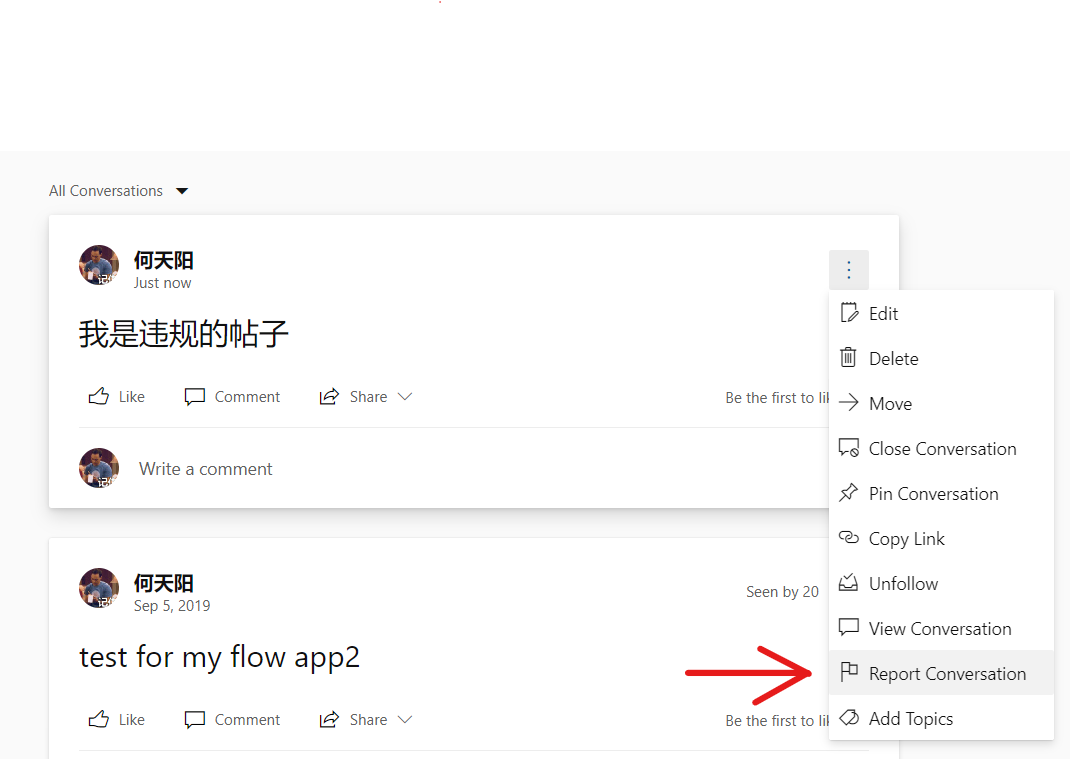 All Conversations
何天阳
Just now
我是违规的帖子
Like
Comment
Share
Be the first to lik
Write a comment
Edit
Delete
Move
Close Conversation
Pin Conversation
Copy Link
Unfollow
View Conversation
Report Conversation
Add Topics
何天阳
Sep 5, 2019
Seen by 20
test for my flow app2
Like
Comment
Share
Be the first to lik